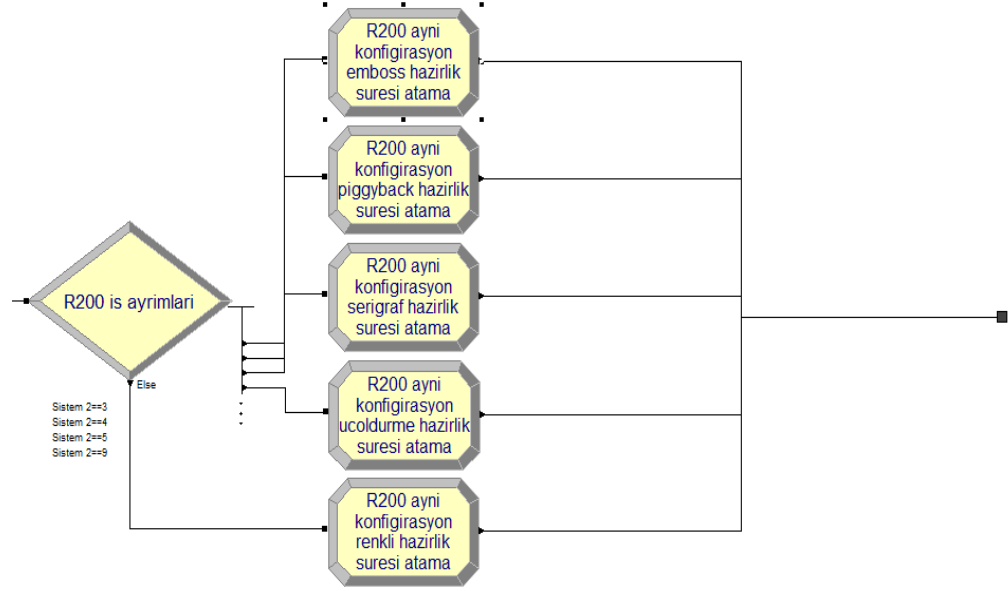 R200 ayni
konfigirasyon
emboss hazirlik
suresi atama
R200 ayni
konfigirasyon
piggyback hazirlik
suresi atama
R200 is ayrimlari
R200 ayni
konfigirasyon
serigraf hazirlik
suresi atama
Else
Sistem 2==3
Sistem 2==4
Sistem 2==5
Sistem 2==9
R200 ayni
konfigirasyon
ucoldurme hazirlik
suresi atama
R200 ayni
konfigirasyon
renkli hazirlik
suresi atama